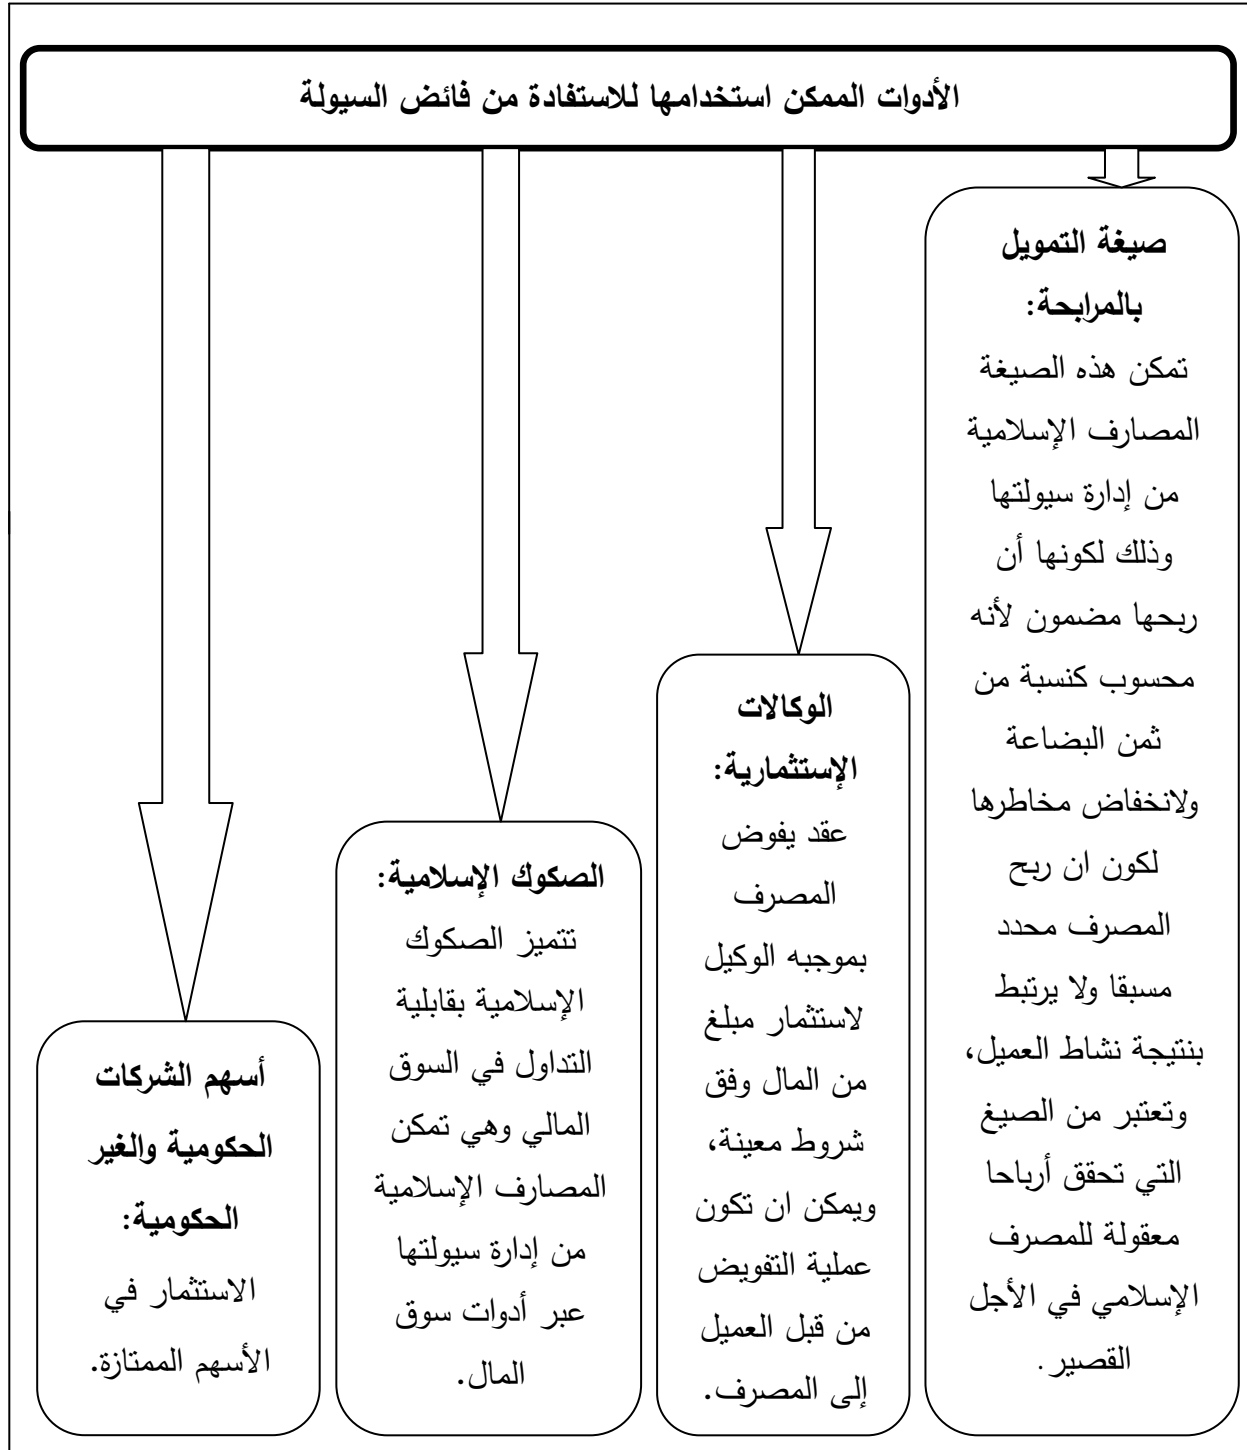 الأدوات الممكن استخدامها للاستفادة من فائض السيولة
صيغة التمويل
بالمرابحة:
تمكن هذه الصيغة
المصارف الإسلامية
من إدارة سيولتها
وذلك لكونها أن
ربحها مضمون لأنه
محسوب كنسبة من
ثمن البضاعة
ولانخفاض مخاطرها
لكون ان ربح
المصرف محدد
مسبقا ولا يرتبط
بنتيجة نشاط العميل،
وتعتبر من الصيغ
التي تحقق أرباحا
معقولة للمصرف
الإسلامي في الأجل
القصير.
الوكالات
الإستثمارية:
عقد يفوض
المصرف
بموجبه الوكيل
لاستثمار مبلغ
من المال وفق
شروط معينة،
ويمكن ان تكون
عملية التفويض
من قبل العميل
إلى المصرف.
الصكوك الإسلامية:
تتميز الصكوك
الإسلامية بقابلية
التداول في السوق
المالي وهي تمكن
المصارف الإسلامية
من إدارة سيولتها
عبر أدوات سوق
المال.
أسهم الشركات
الحكومية والغير
الحكومية:
الاستثمار في
الأسهم الممتازة.